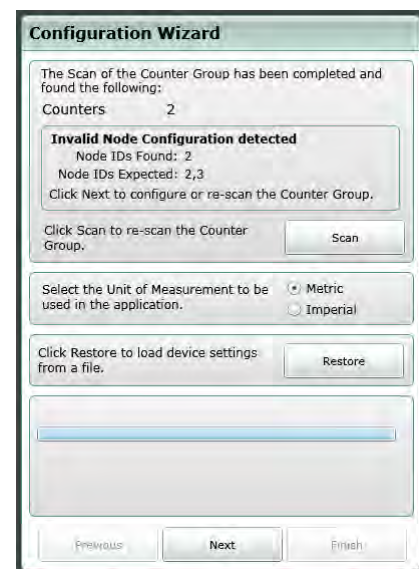 Configuration Wizard
The Scan of the Counter Group has been completed and
found the following:
Counters 2
Invalid Node Configuration detected
Node IDs Found: 2
Node IDs Expected: 2,3
Click Next to configure or re-scan the Counter Group.
Click Scan to re-scan the Counter
Group.
Scan
Select the Unit of Measurement to be
used in the application.
Metric
Imperial
Click Restore to load device settings
from a file.
Restore
Previous
Next
Finish